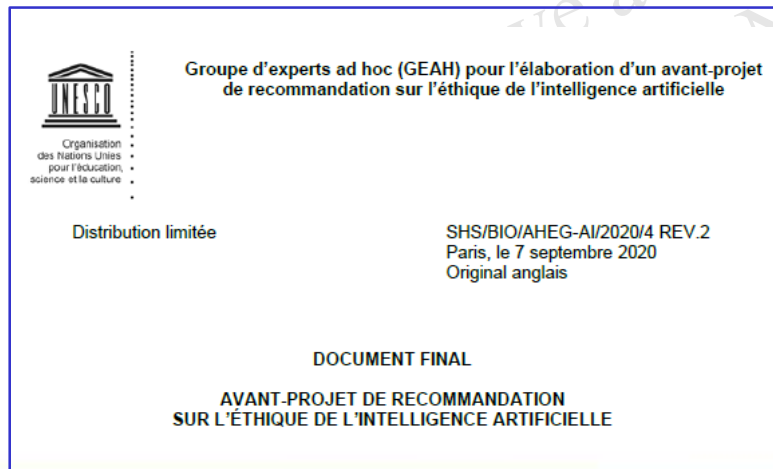 Groupe d'experts ad hoc (GEAH) pour l'élaboration d'un avant-projet
de recommandation sur l'éthique de l'intelligence artificielle
UNESCO
Organisation
des Nations Unies
pour l'éducation,
science et la culture
Distribution limitée
SHS/BIO/AHEG-AI/2020/4 REV.2
Paris, le 7 septembre 2020
Original anglais
DOCUMENT FINAL
AVANT-PROJET DE RECOMMANDATION
SUR L'ÉTHIQUE DE L'INTELLIGENCE ARTIFICIELLE